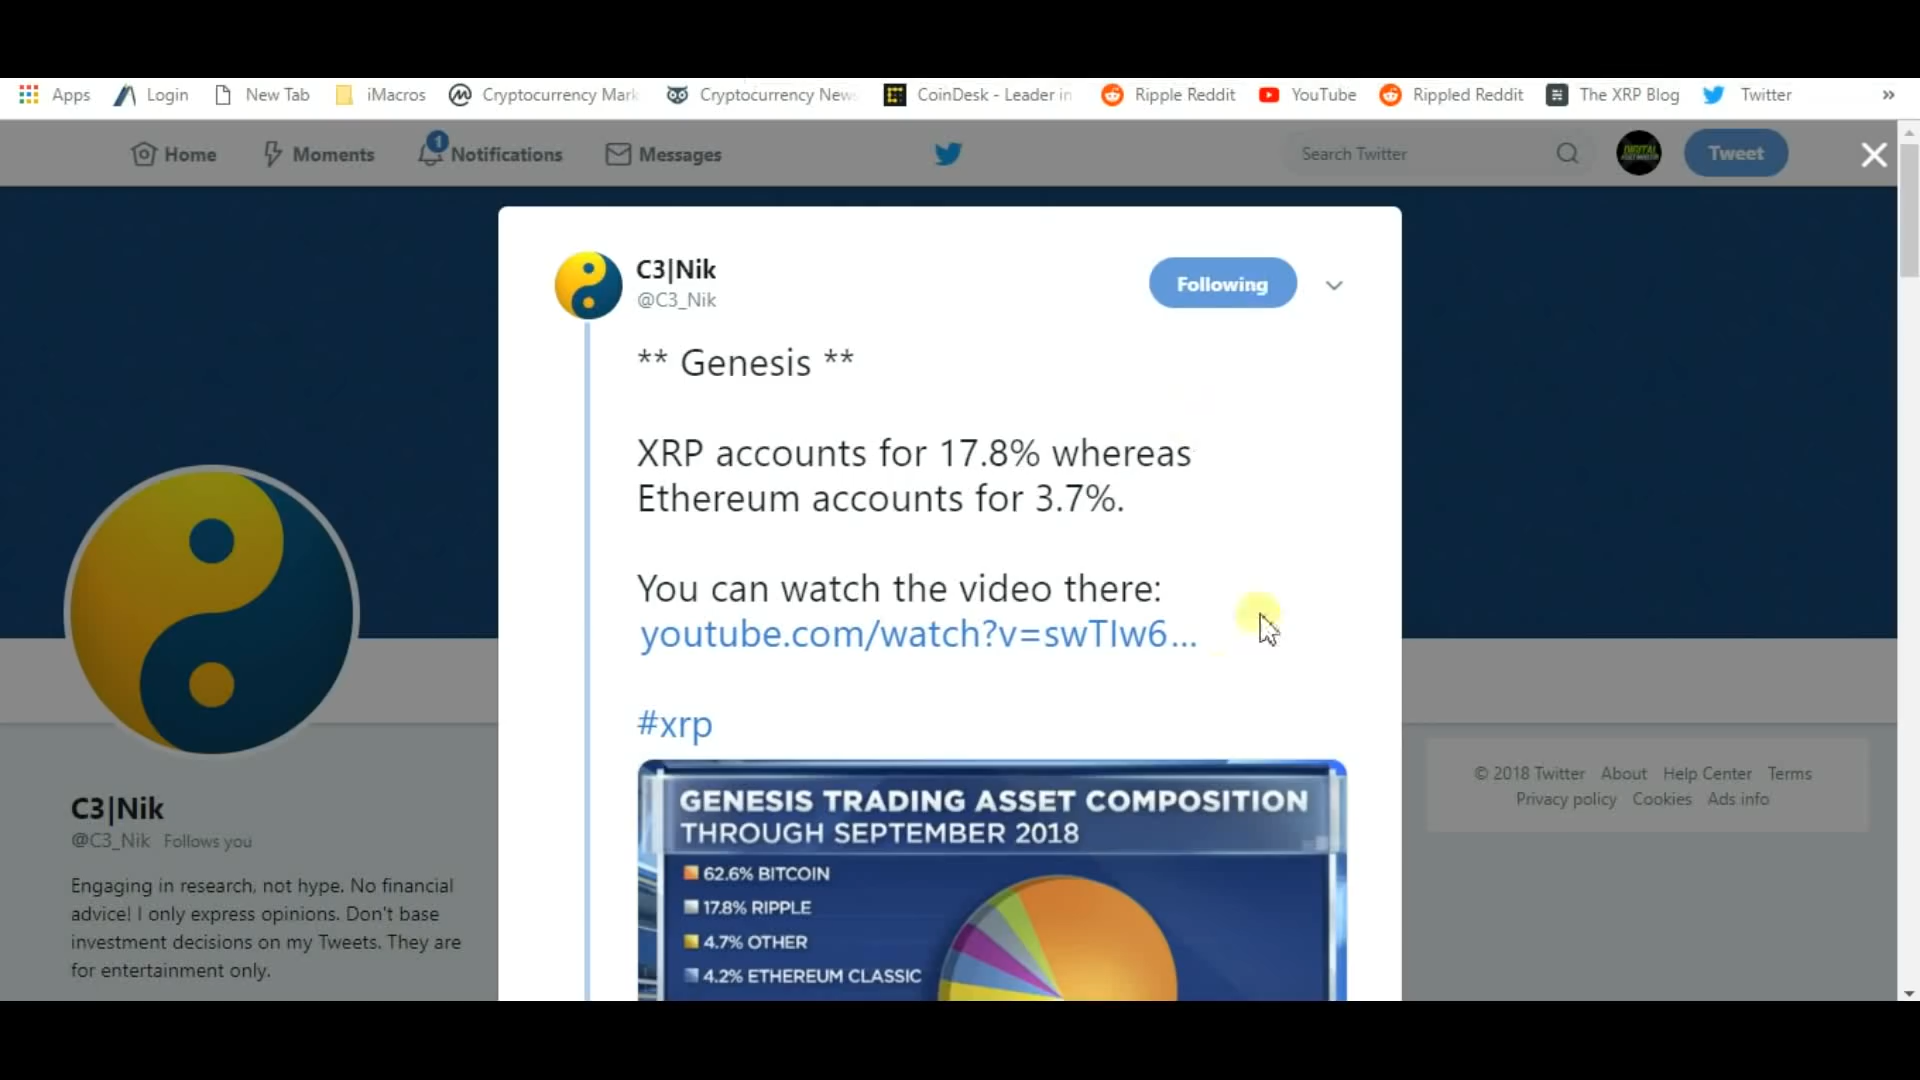 Apps Login New Tab iMacros Cryptocurrency Mark Cryptocurrency News CoinDesk - Leader in Ripple Reddit YouTube Rippled Reddit The XRP Blog Twitter »
Home Moments 1 Notifications Messages Search Twitter Tweet
C3|Nik
@C3_Nik
Following
** Genesis **
XRP accounts for 17.8% whereas
Ethereum accounts for 3.7%.
You can watch the video there:
youtube.com/watch?v=swTIw6...
#xrp
GENESIS TRADING ASSET COMPOSITION
THROUGH SEPTEMBER 2018
62.6% BITCOIN
17.8% RIPPLE
4.7% OTHER
4.2% ETHEREUM CLASSIC
C3|Nik
@C3_Nik Follows you
Engaging in research, not hype. No financial
advice! I only express opinions. Don't base
investment decisions on my Tweets. They are
for entertainment only.
© 2018 Twitter About Help Center Terms
Privacy policy Cookies Ads info